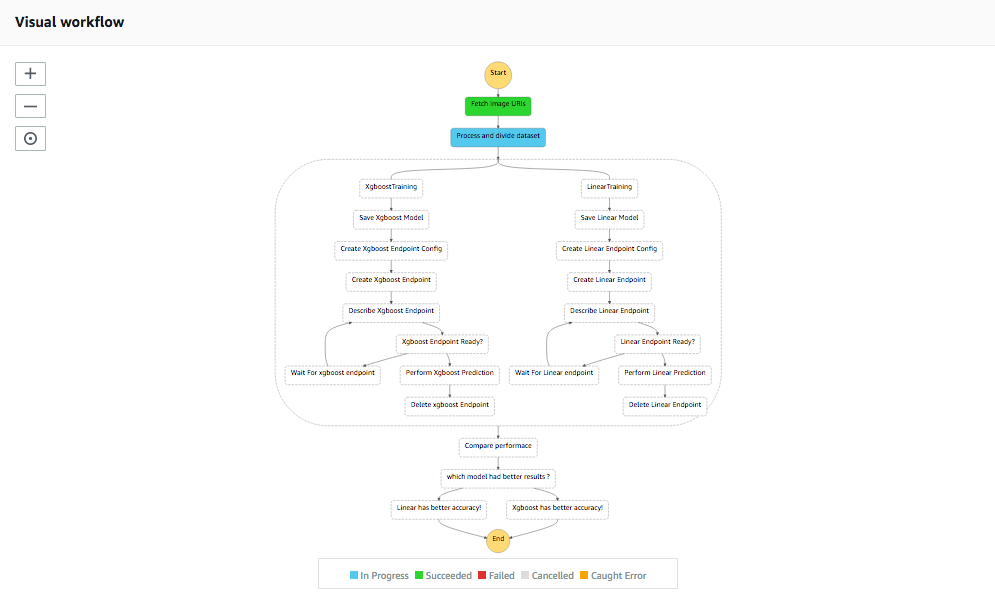 Visual workflow
Start
Fetch Image URIs
Process and divide dataset
XgboostTraining
LinearTraining
Save Xgboost Model
Save Linear Model
Create Xgboost Endpoint Config
Create Linear Endpoint Config
Create Xgboost Endpoint
Create Linear Endpoint
Describe Xgboost Endpoint
Describe Linear Endpoint
Xgboost Endpoint Ready?
Linear Endpoint Ready?
Wait For xgboost endpoint
Perform Xgboost Prediction
Wait For Linear endpoint
Perform Linear Prediction
Delete xgboost Endpoint
Delete Linear Endpoint
Compare performace
which model had better results ?
Linear has better accuracy!
Xgboost has better accuracy!
End
In Progress Succeeded Failed Cancelled Caught Error